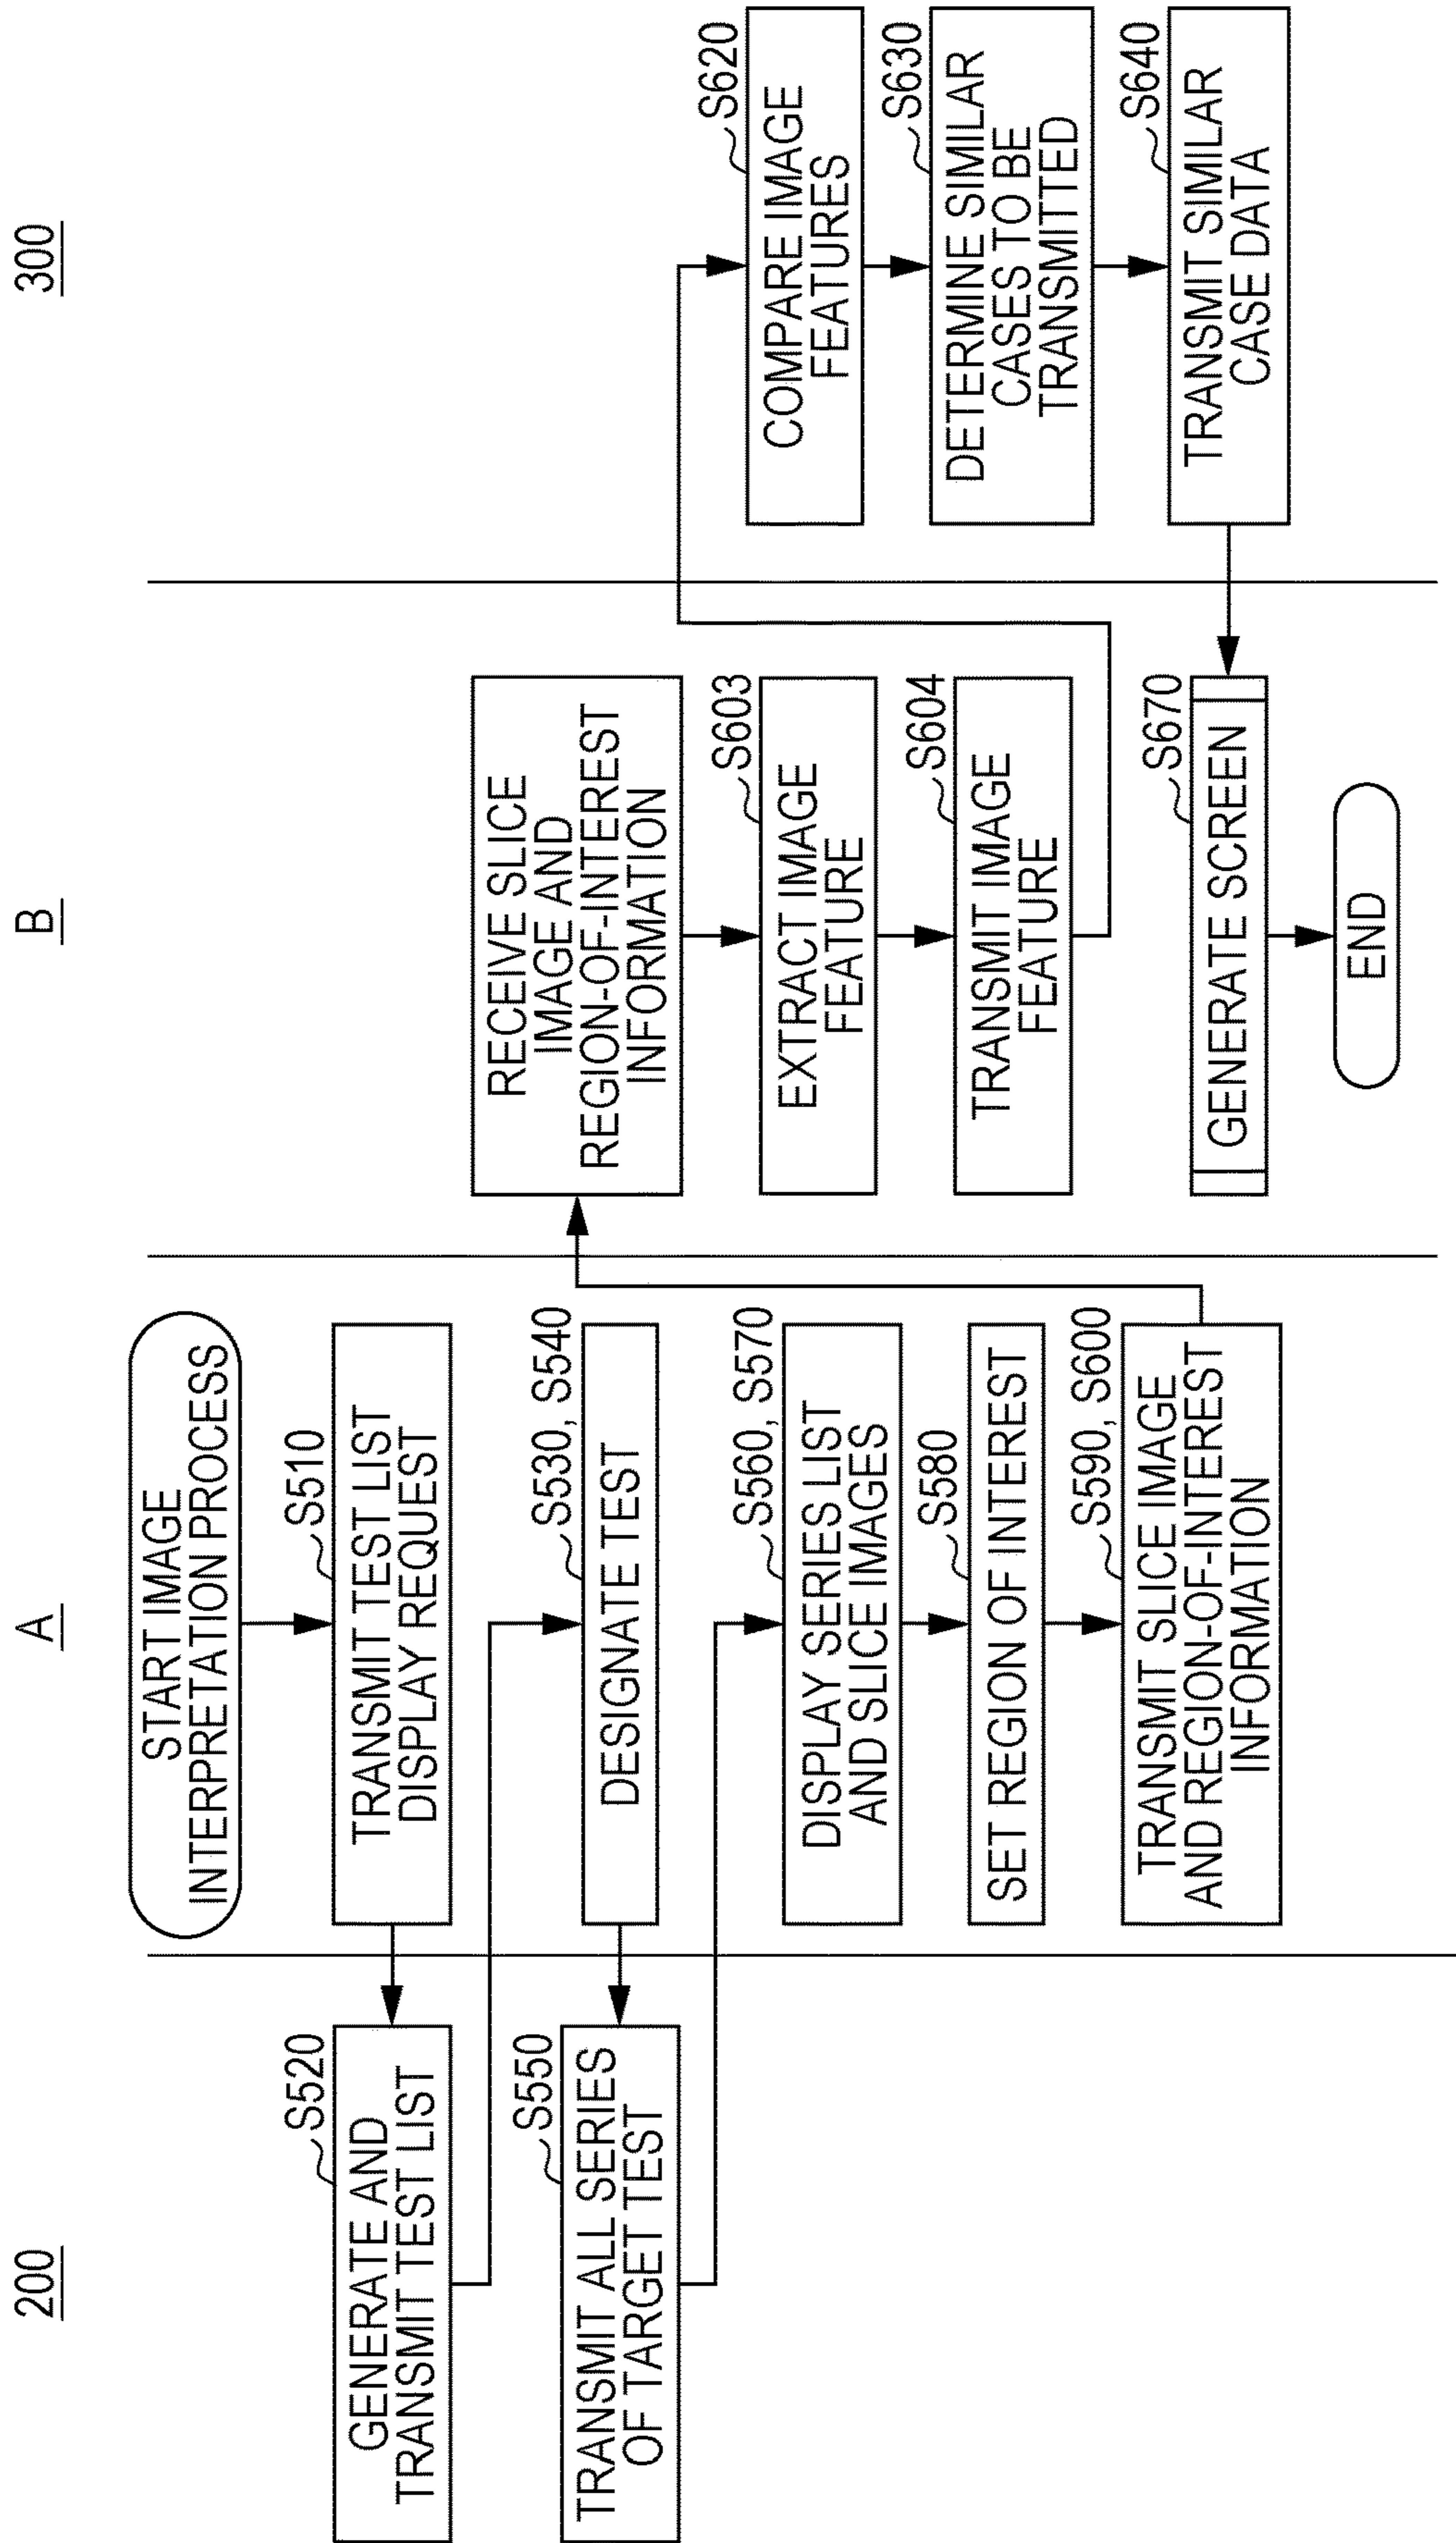 200
A
B
300
START IMAGE
INTERPRETATION PROCESS
S510
TRANSMIT TEST LIST
DISPLAY REQUEST
S520
GENERATE AND
TRANSMIT TEST LIST
S530, S540
DESIGNATE TEST
S550
TRANSMIT ALL SERIES
OF TARGET TEST
S560, S570
DISPLAY SERIES LIST
AND SLICE IMAGES
S580
SET REGION OF INTEREST
S590, S600
TRANSMIT SLICE IMAGE
AND REGION-OF-INTEREST
INFORMATION
RECEIVE SLICE
IMAGE AND
REGION-OF-INTEREST
INFORMATION
S603
EXTRACT IMAGE
FEATURE
S604
TRANSMIT IMAGE
FEATURE
S620
COMPARE IMAGE
FEATURES
S630
DETERMINE SIMILAR
CASES TO BE
TRANSMITTED
S640
TRANSMIT SIMILAR
CASE DATA
S670
GENERATE SCREEN
END